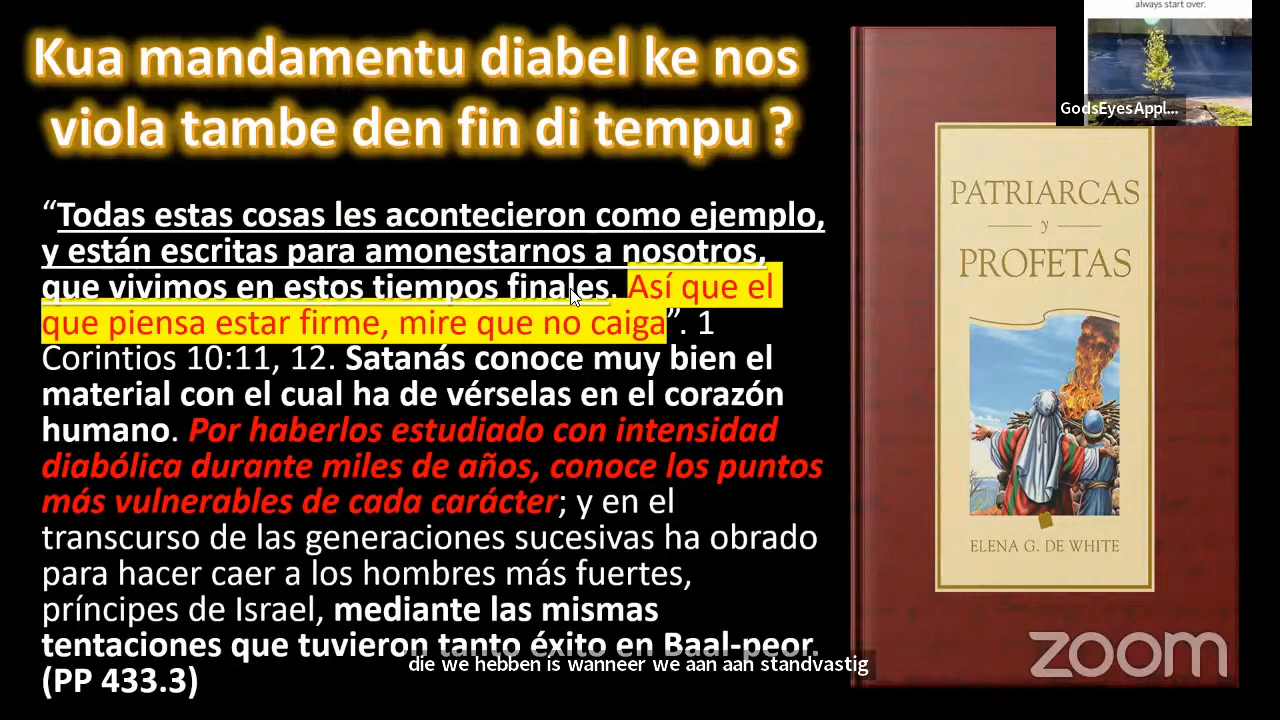 Kua mandamentu diabel ke nos
viola tambe den fin di tempu ?
“Todas estas cosas les acontecieron como ejemplo,
y están escritas para amonestarnos a nosotros,
que vivimos en estos tiempos finales. Así que el
que piensa estar firme, mire que no caiga”. 1
Corintios 10:11, 12. Satanás conoce muy bien el
material con el cual ha de vérselas en el corazón
humano. Por haberlos estudiado con intensidad
diabólica durante miles de años, conoce los puntos
más vulnerables de cada carácter; y en el
transcurso de las generaciones sucesivas ha obrado
para hacer caer a los hombres más fuertes,
príncipes de Israel, mediante las mismas
tentaciones que tuvieron tanto éxito en Baal-peor.
(PP 433.3)
die we hebben is wanneer we aan aah standvastig
always start over.
GodsEyesAppl...
PATRIARCAS
y
PROFETAS
ELENA G. DE WHITE
zoom